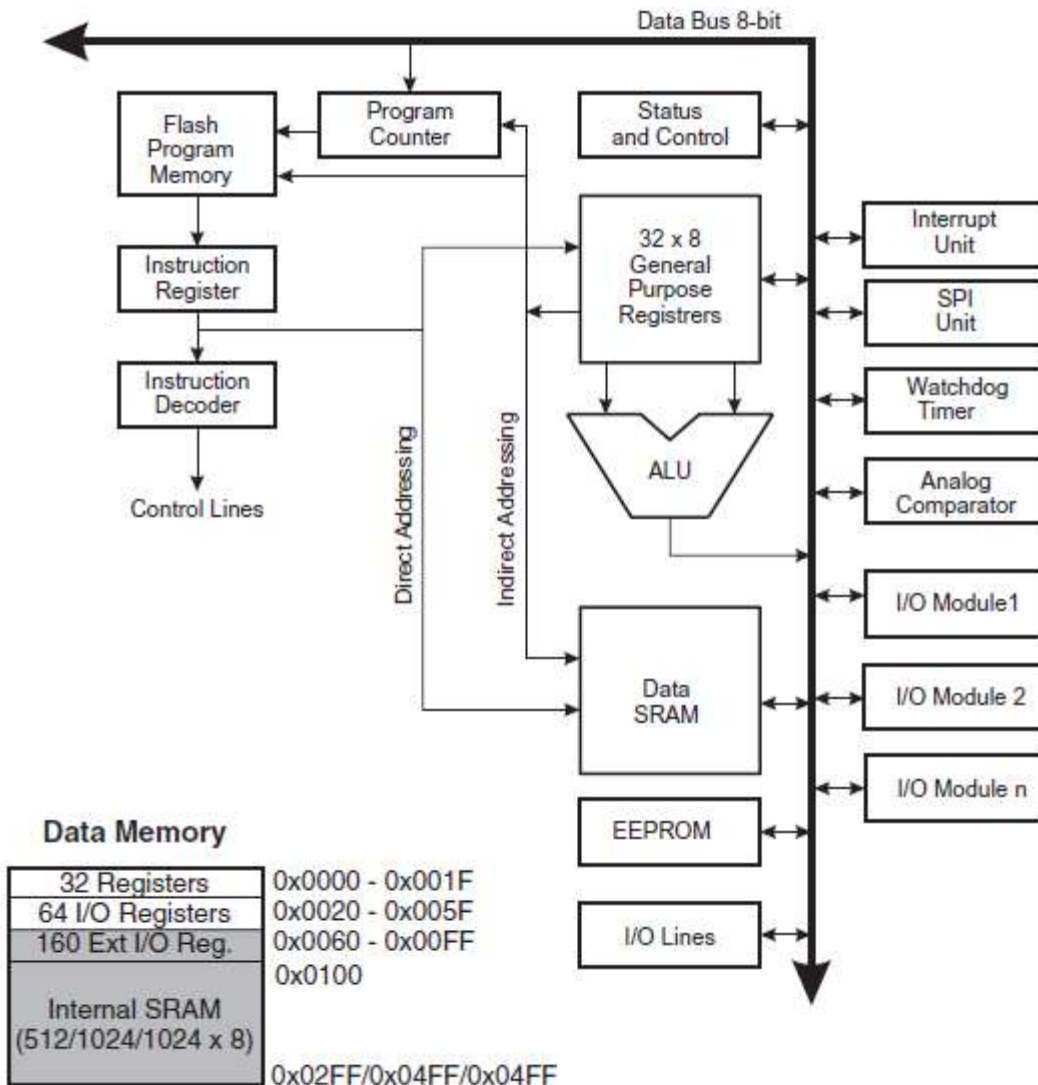 Data Bus 8-bit
Flash
Program
Memory
Program
Counter
Status
and Control
Instruction
Register
32 x 8
General
Purpose
Registrers
Interrupt
Unit
SPI
Unit
Instruction
Decoder
Watchdog
Timer
Control Lines
Direct Addressing
Indirect Addressing
ALU
Analog
Comparator
I/O Module1
Data
SRAM
I/O Module 2
I/O Module n
EEPROM
I/O Lines
Data Memory
32 Registers 0x0000 - 0x001F
64 I/O Registers 0x0020 - 0x005F
160 Ext I/O Reg. 0x0060 - 0x00FF
0x0100
Internal SRAM
(512/1024/1024 x 8)
0x02FF/0x04FF/0x04FF